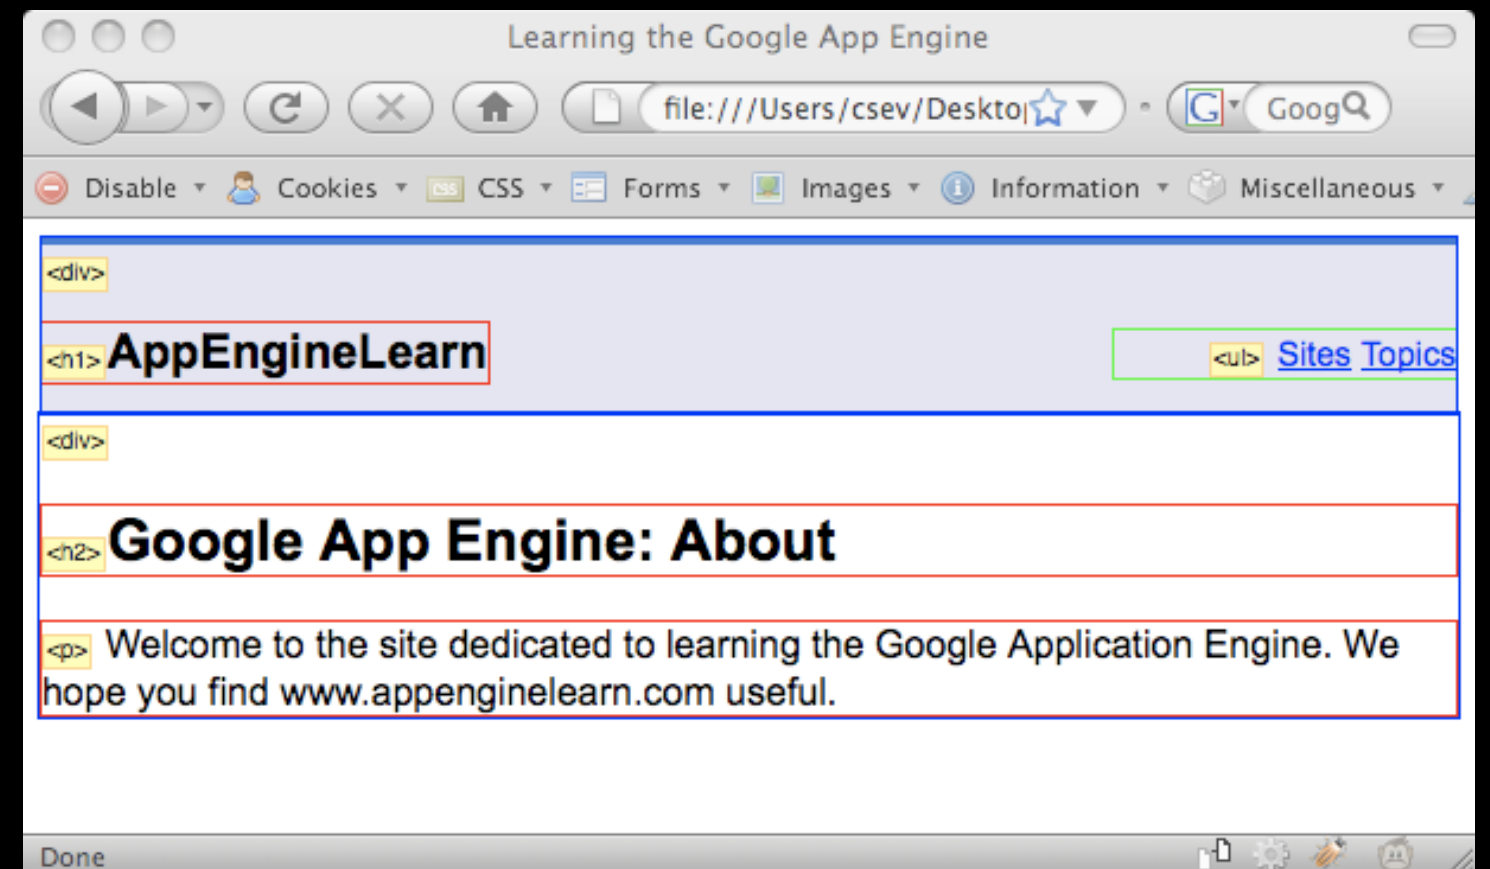 Learning the Google App Engine
file:///Users/csev/Deskto
G Goog
Disable Cookies CSS Forms Images Information Miscellaneous
<div>
<h1> AppEngineLearn <ul> Sites Topics
<div>
<h2> Google App Engine: About
<p> Welcome to the site dedicated to learning the Google Application Engine. We
hope you find www.appenginelearn.com useful.
Done